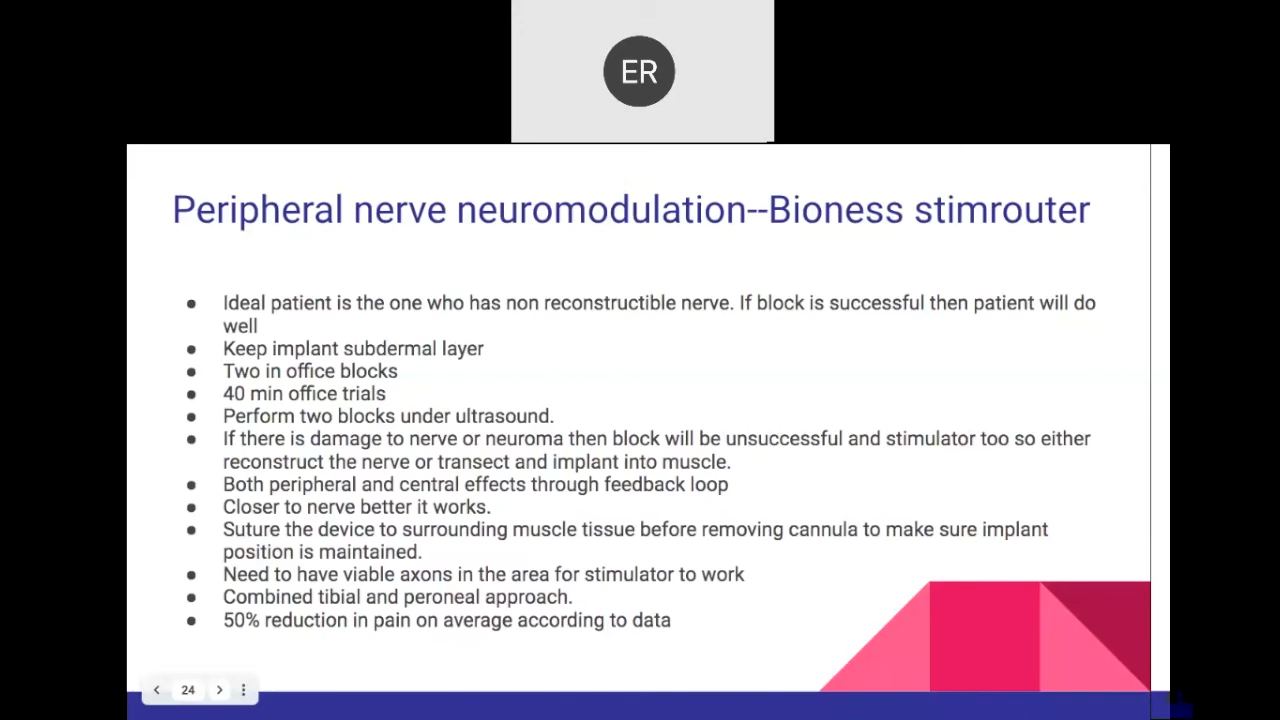 ER
Peripheral nerve neuromodulation--Bioness stimrouter
● Ideal patient is the one who has non reconstructible nerve. If block is successful then patient will do
well
● Keep implant subdermal layer
● Two in office blocks
● 40 min office trials
● Perform two blocks under ultrasound.
● If there is damage to nerve or neuroma then block will be unsuccessful and stimulator too so either
reconstruct the nerve or transect and implant into muscle.
● Both peripheral and central effects through feedback loop
● Closer to nerve better it works.
● Suture the device to surrounding muscle tissue before removing cannula to make sure implant
position is maintained.
● Need to have viable axons in the area for stimulator to work
● Combined tibial and peroneal approach.
● 50% reduction in pain on average according to data
24